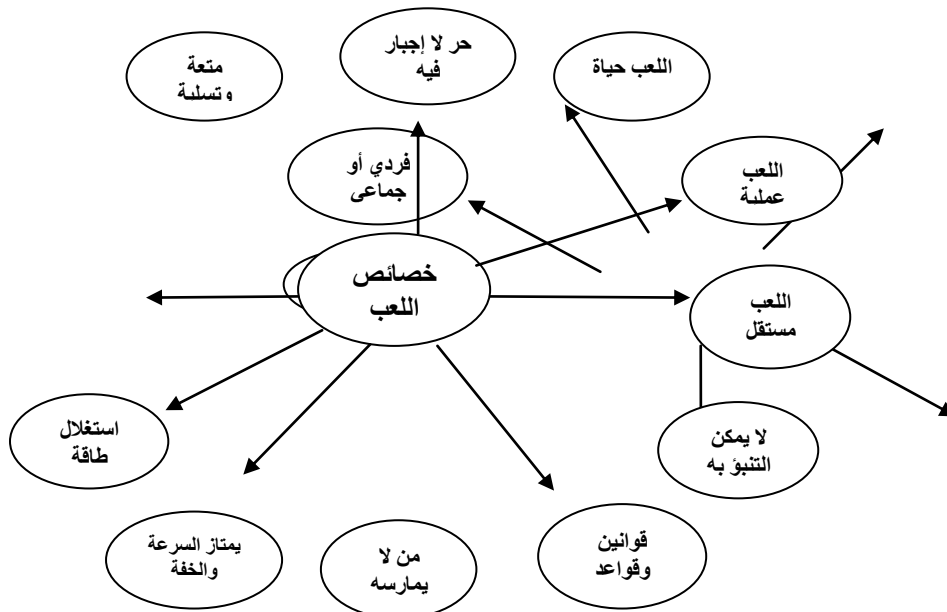 حر لا إجبار
فيه
اللعب حياة
متعة
وتسلية
فردي أو
جماعى
اللعب
عملية
خصائص
اللعب
اللعب
مستقل
استغلال
طاقة
لا يمكن
التنبؤ به
قوانين
وقواعد
من لا
يمارسه
يمتاز السرعة
والخفة